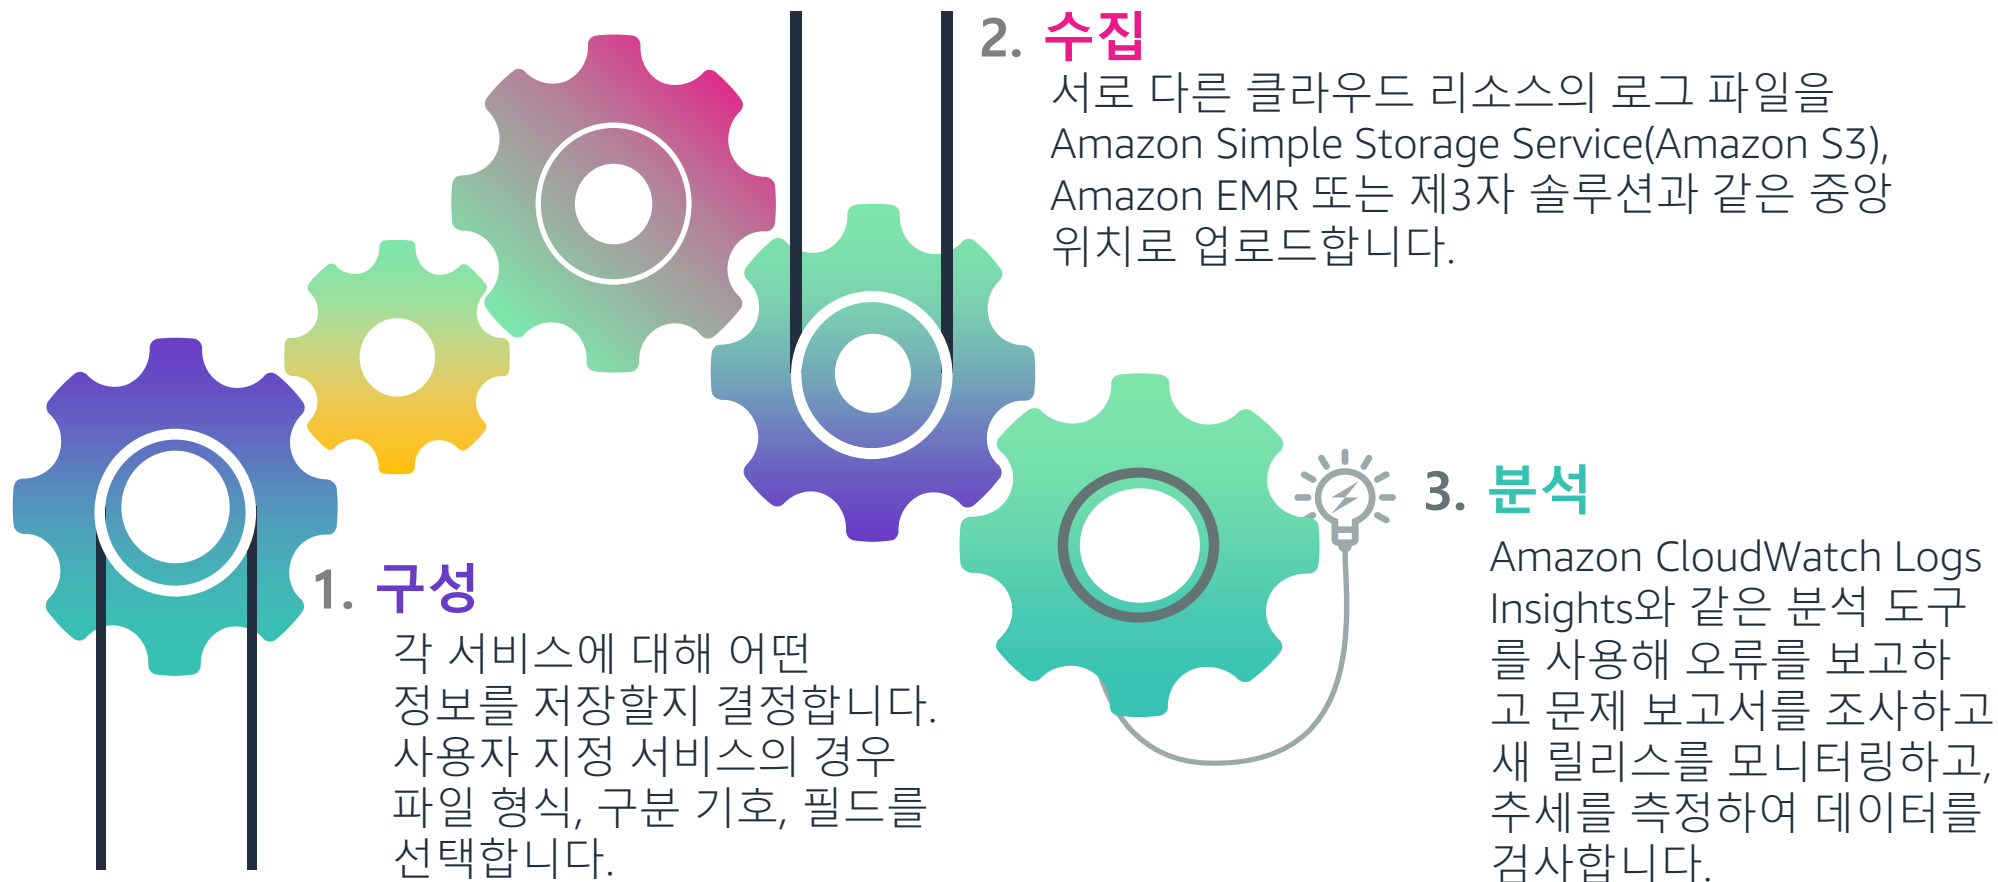 1. 구성
각 서비스에 대해 어떤
정보를 저장할지 결정합니다.
사용자 지정 서비스의 경우
파일 형식, 구분 기호, 필드를
선택합니다.
2. 수집
서로 다른 클라우드 리소스의 로그 파일을
Amazon Simple Storage Service(Amazon S3),
Amazon EMR 또는 제3자 솔루션과 같은 중앙
위치로 업로드합니다.
3. 분석
Amazon CloudWatch Logs
Insights와 같은 분석 도구
를 사용해 오류를 보고하
고 문제 보고서를 조사하고
새 릴리스를 모니터링하고,
추세를 측정하여 데이터를
검사합니다.